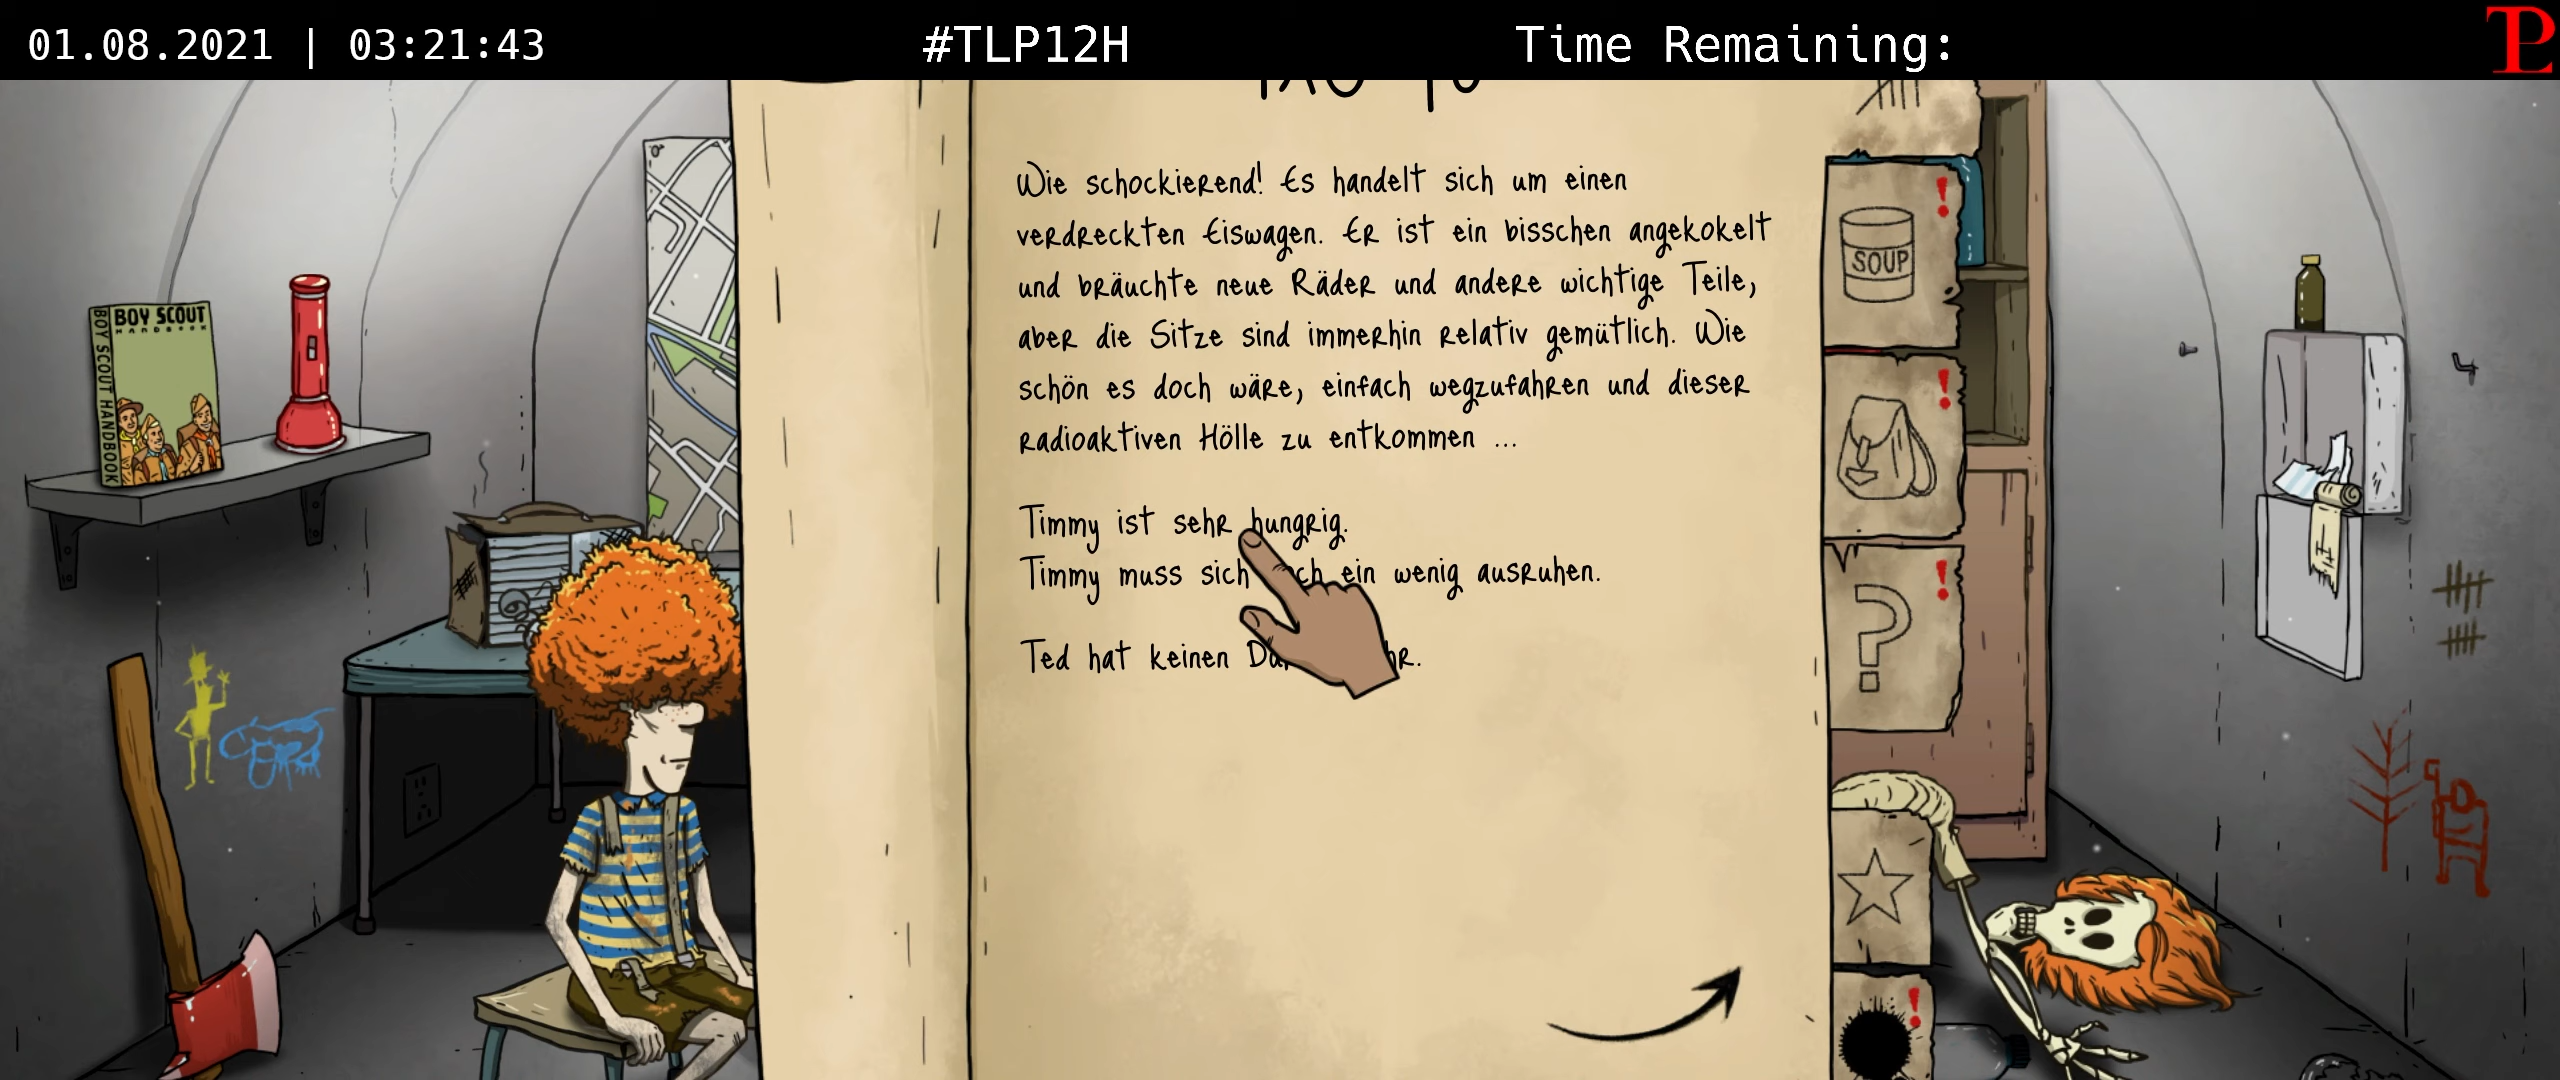 01.08.2021 | 03:21:43
#TLP12H
Time Remaining:
Wie schockierend! Es handelt sich um einen
verdreckten Eiswagen. Er ist ein bisschen angekokelt
und bräuchte neue Räder und andere wichtige Teile,
aber die Sitze sind immerhin relativ gemütlich. Wie
schön es doch wäre, einfach wegzufahren und dieser
radioaktiven Hölle zu entkommen ...
Timmy ist sehr hungrig.
Timmy muss sich ein wenig ausruhen.
Ted hat keinen
BOY SCOUT
HANDBOOK
BOY SCOUT HANDBOOK
SOUP
?